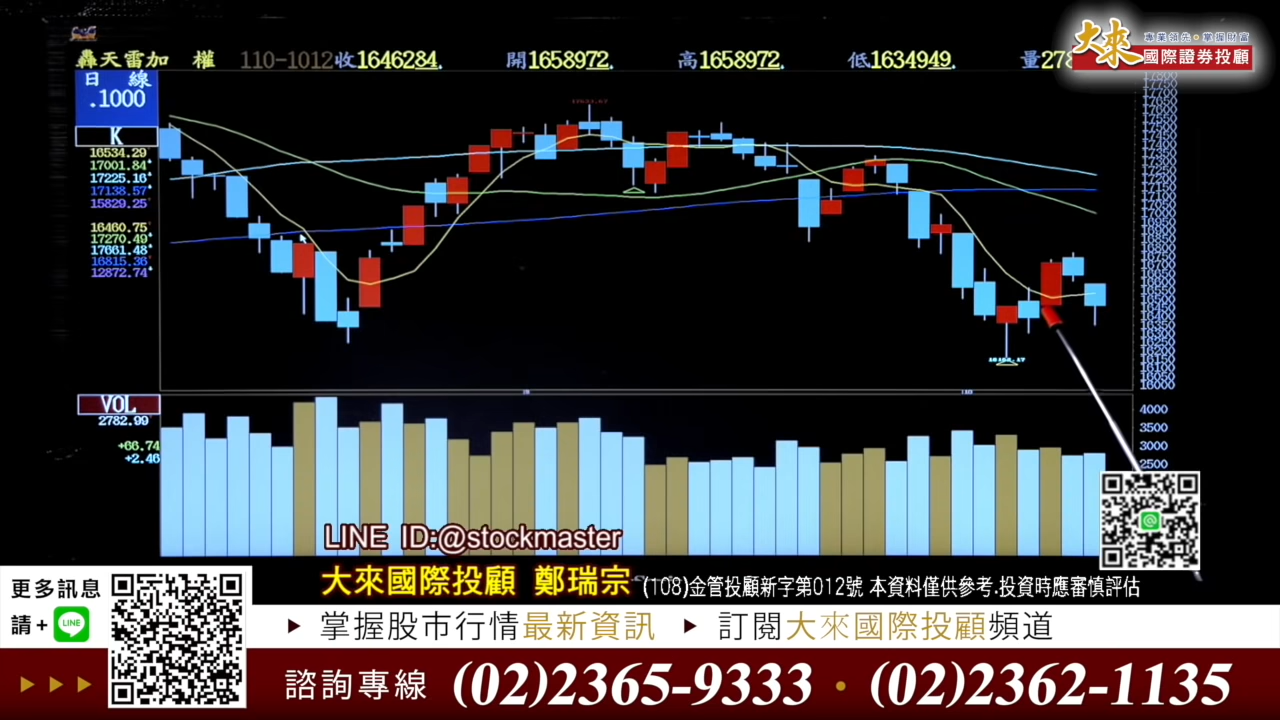 大來
專業領先•掌握財富
國際證券投顧
轟天雷加 權 110-1012收1646284. 開1658972. 高1658972. 低1634949. 量278
日 線
.1000
K
16534.29
17001.84
17225.16
17138.57
15829.25
16460.75
17270.49
17661.48
16815.36
12872.74
VOL
2782.99
+66.74
+2.46
4000
3500
3000
2500
LINE ID:@stockmaster
大來國際投顧 鄭瑞宗 (108)金管投顧新字第012號 本資料僅供參考.投資時應審慎評估
更多訊息
請+ LINE
掌握股市行情最新資訊 訂閱大來國際投顧頻道
諮詢專線 (02)2365-9333 • (02)2362-1135